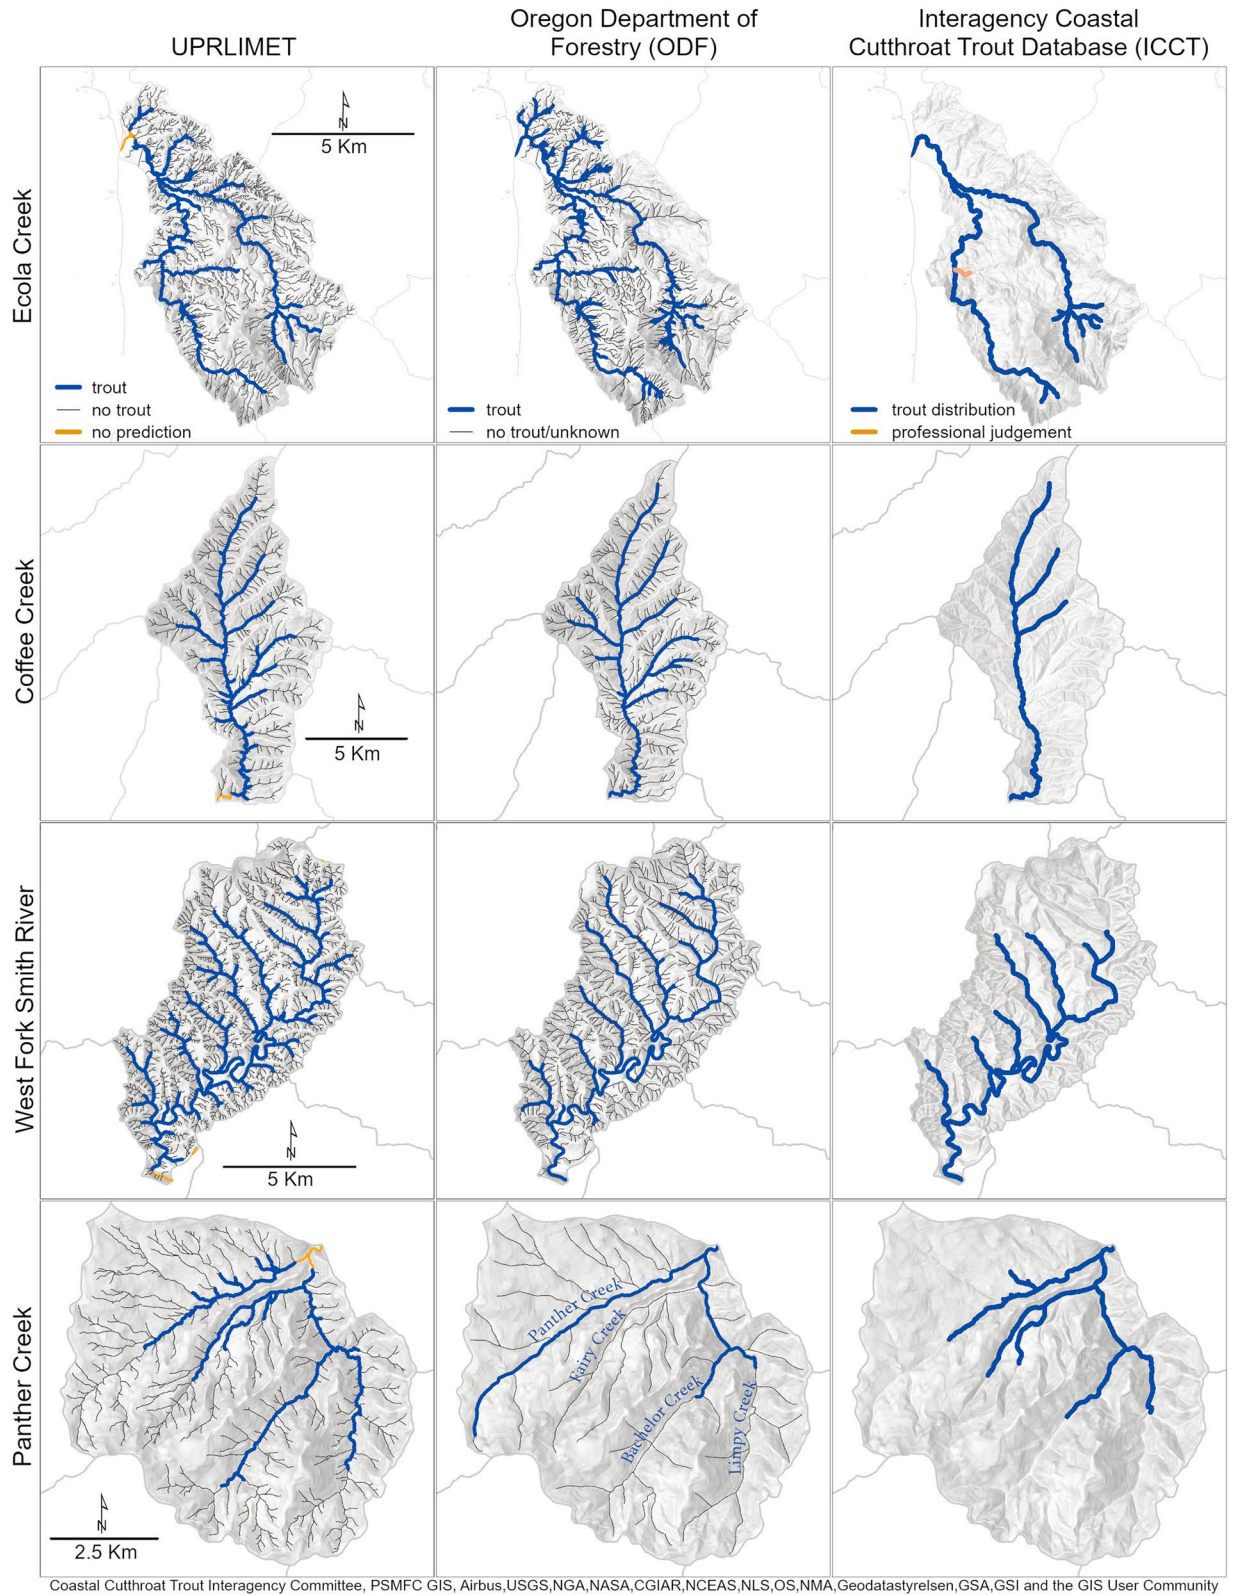 UPRLIMET
Oregon Department of
Forestry (ODF)
Interagency Coastal
Cutthroat Trout Database (ICCT)
Ecola Creek
N
5 Km
trout
no trout
no prediction
trout
no trout/unknown
trout distribution
professional judgement
Coffee Creek
N
5 Km
West Fork Smith River
N
5 Km
Panther Creek
N
2.5 Km
Panther Creek
Fairy Creek
Bachelor Creek
Limpy Creek
Coastal Cutthroat Trout Interagency Committee, PSMFC GIS, Airbus,USGS,NGA,NASA,CGIAR,NCEAS,NLS,OS,NMA,Geodatastyrelsen,GSA,GSI and the GIS User Community